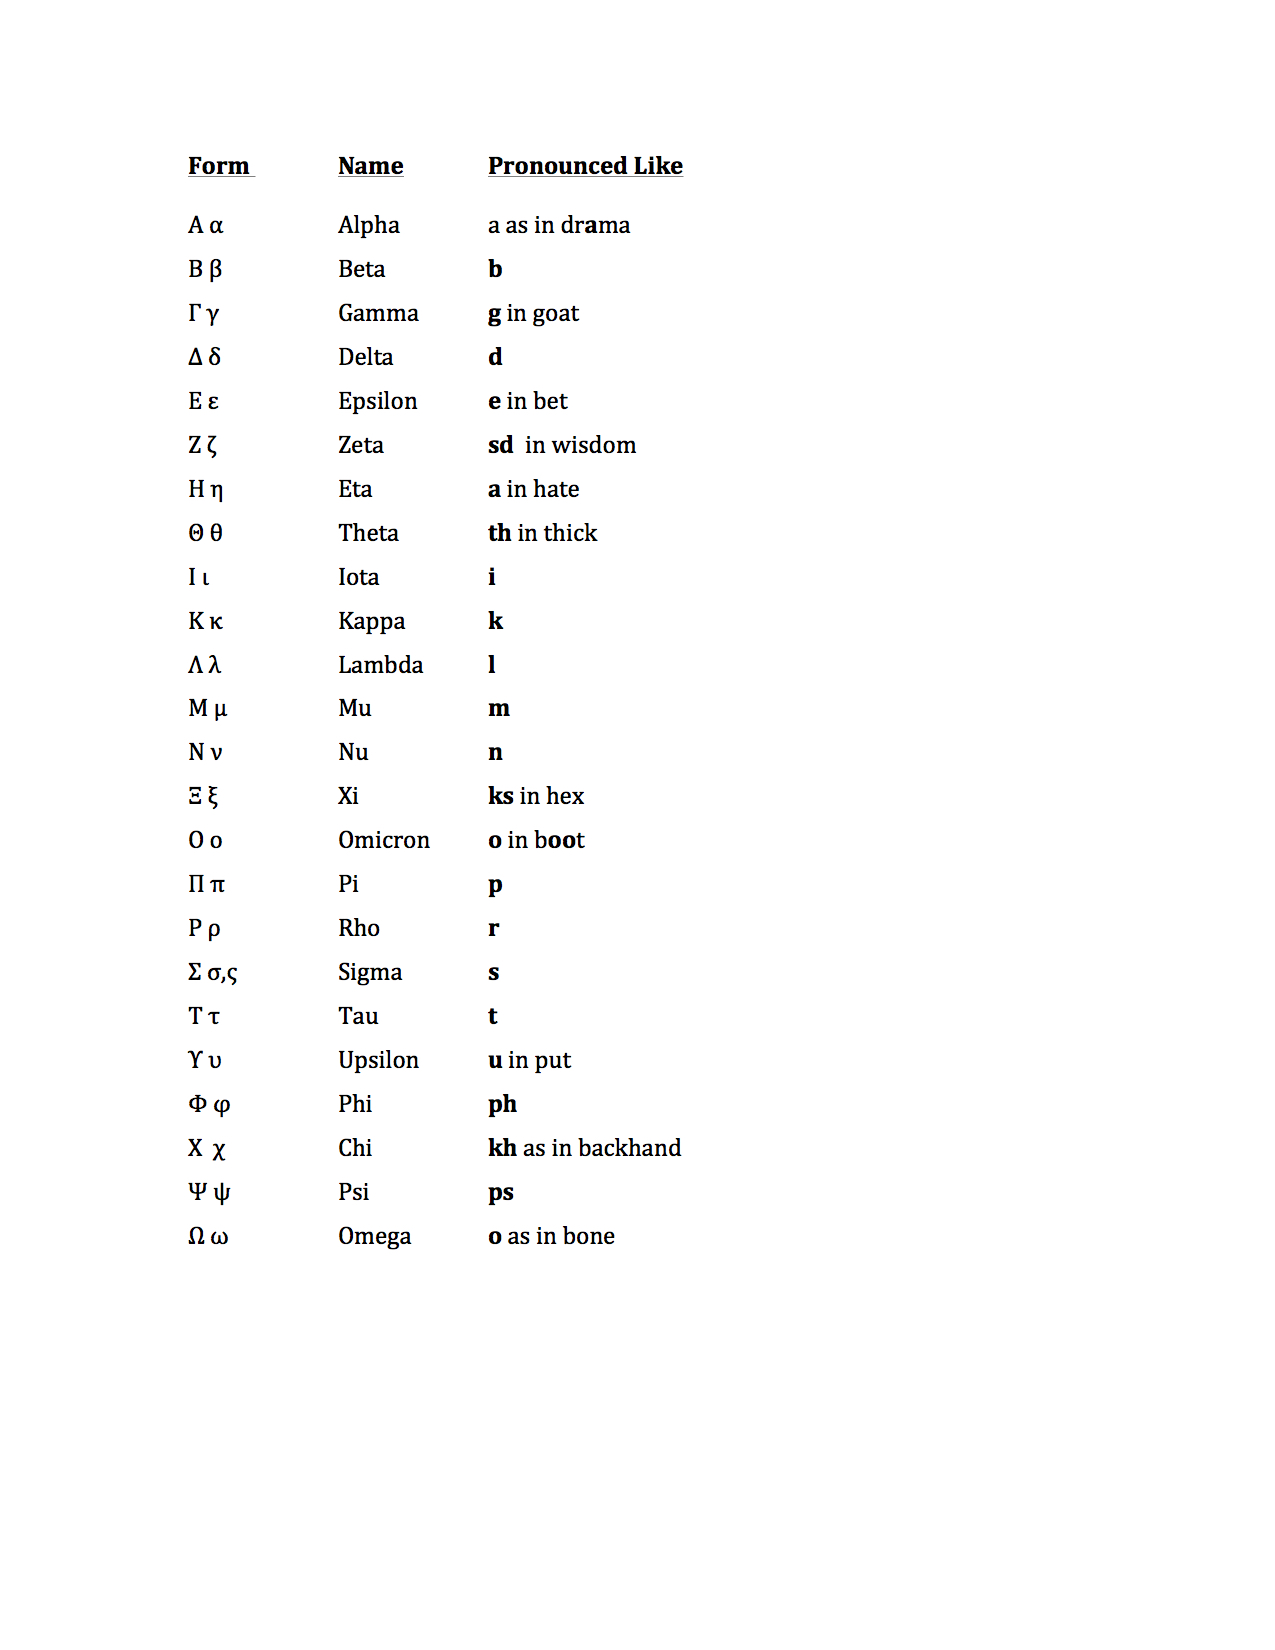 Form Name Pronounced Like
Α α Alpha a as in drama
Β β Beta b
Γ γ Gamma g in goat
Δ δ Delta d
Ε ε Epsilon e in bet
Ζ ζ Zeta sd in wisdom
Η η Eta a in hate
Θ θ Theta th in thick
Ι ι Iota i
Κ κ Kappa k
Λ λ Lambda l
Μ μ Mu m
Ν ν Nu n
Ξ ξ Xi ks in hex
Ο ο Omicron o in boot
Π π Pi p
Ρ ρ Rho r
Σ σ,ς Sigma s
Τ τ Tau t
ϒ υ Upsilon u in put
Φ φ Phi ph
Χ χ Chi kh as in backhand
Ψ ψ Psi ps
Ω ω Omega o as in bone